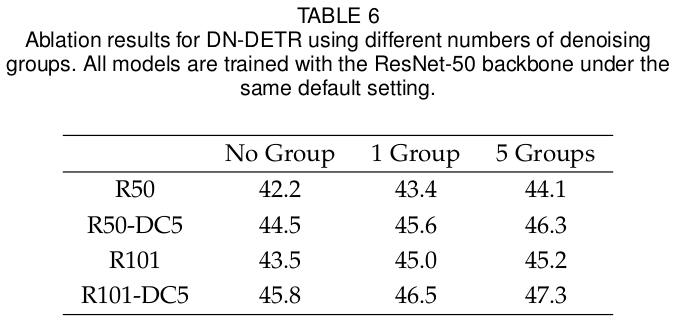 TABLE 6
Ablation results for DN-DETR using different numbers of denoising
groups. All models are trained with the ResNet-50 backbone under the
same default setting.
No Group 1 Group 5 Groups
R50 42.2 43.4 44.1
R50-DC5 44.5 45.6 46.3
R101 43.5 45.0 45.2
R101-DC5 45.8 46.5 47.3